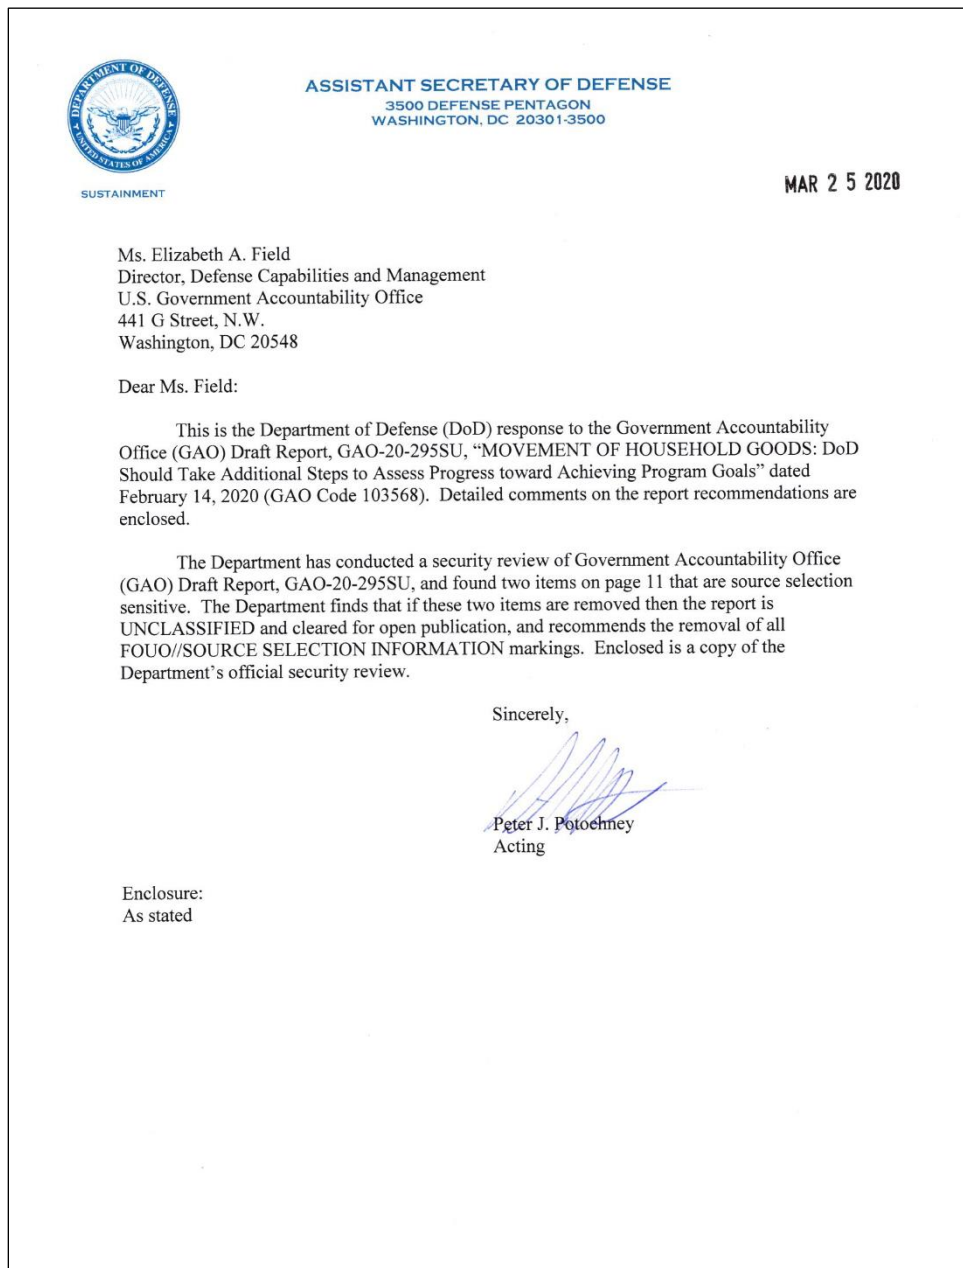 DEPARTMENT OF DEFENSE
UNITED STATES OF AMERICA
SUSTAINMENT
ASSISTANT SECRETARY OF DEFENSE
3500 DEFENSE PENTAGON
WASHINGTON, DC 20301-3500
MAR 2 5 2020
Ms. Elizabeth A. Field
Director, Defense Capabilities and Management
U.S. Government Accountability Office
441 G Street, N.W.
Washington, DC 20548
Dear Ms. Field:
This is the Department of Defense (DoD) response to the Government Accountability
Office (GAO) Draft Report, GAO-20-295SU, “MOVEMENT OF HOUSEHOLD GOODS: DoD
Should Take Additional Steps to Assess Progress toward Achieving Program Goals” dated
February 14, 2020 (GAO Code 103568). Detailed comments on the report recommendations are
enclosed.
The Department has conducted a security review of Government Accountability Office
(GAO) Draft Report, GAO-20-295SU, and found two items on page 11 that are source selection
sensitive. The Department finds that if these two items are removed then the report is
UNCLASSIFIED and cleared for open publication, and recommends the removal of all
FOUO//SOURCE SELECTION INFORMATION markings. Enclosed is a copy of the
Department’s official security review.
Sincerely,
Peter J. Potochney
Acting
Enclosure:
As stated